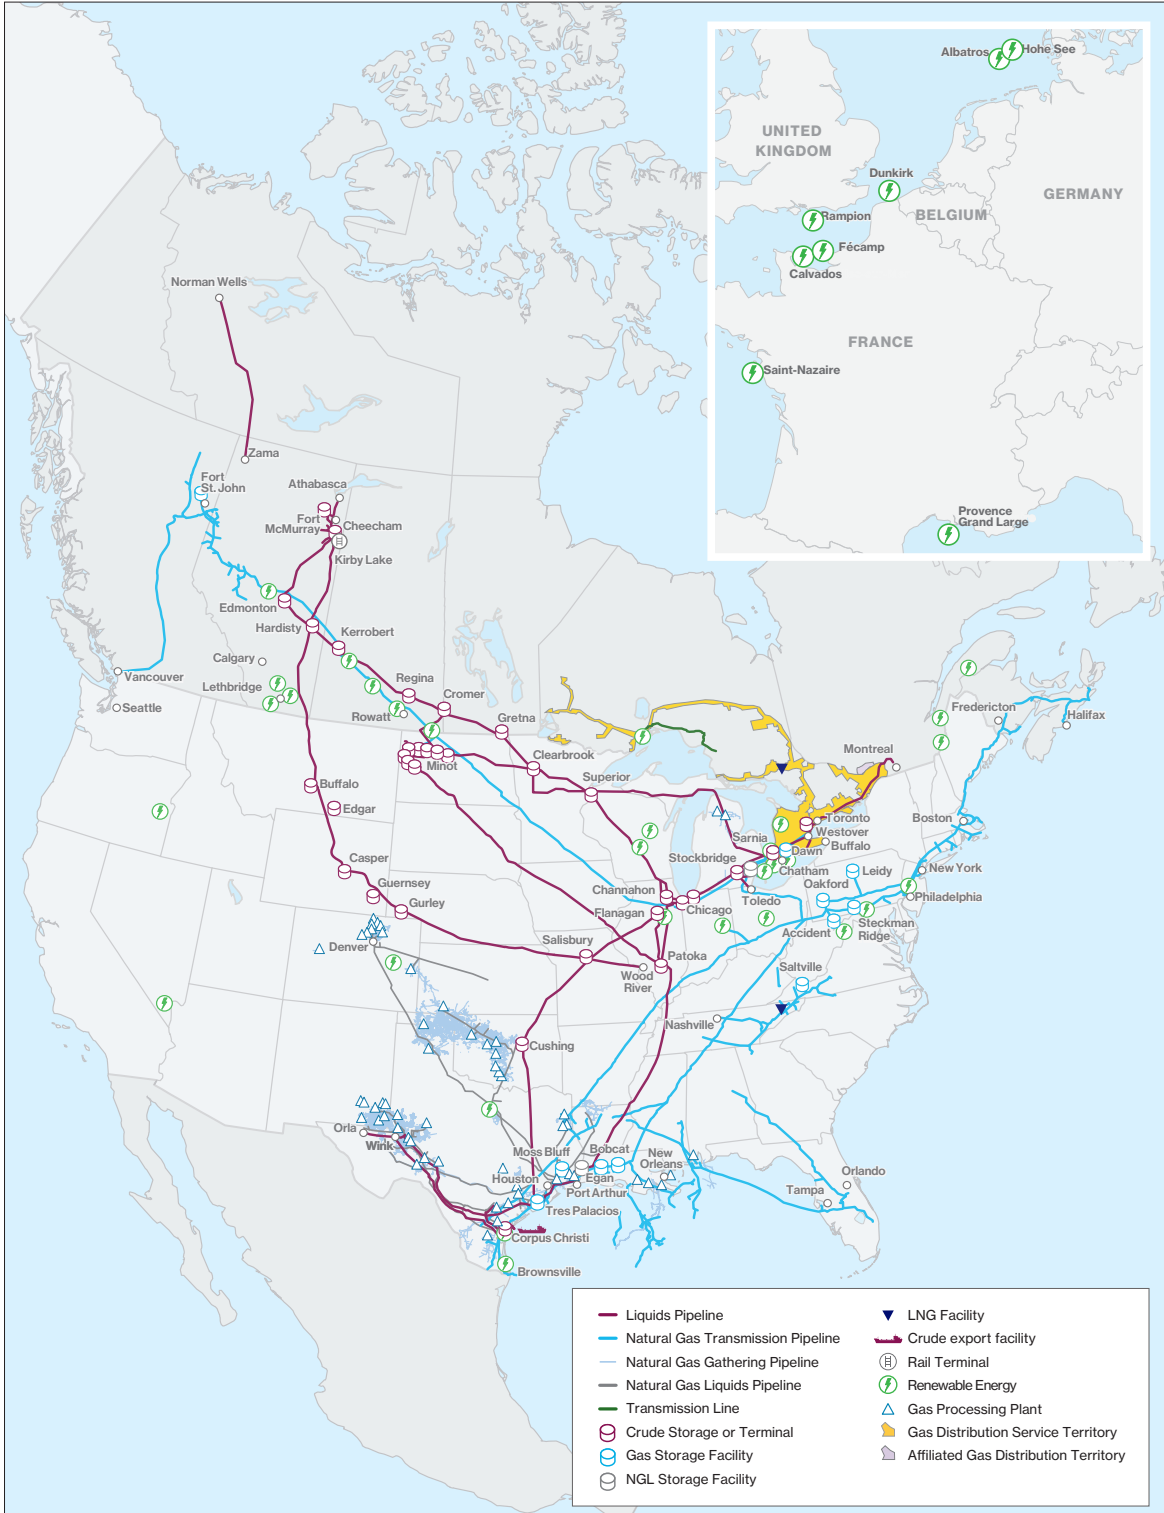 Albatros
Hohe See
UNITED
KINGDOM
Dunkirk
GERMANY
Rampion
BELGIUM
Fécamp
Calvados
FRANCE
Saint-Nazaire
Provence
Grand Large
Norman Wells
Zama
Fort
St. John
Athabasca
Fort
McMurray
Cheecham
Kirby Lake
Edmonton
Hardisty
Kerrobert
Calgary
Vancouver
Lethbridge
Regina
Cromer
Seattle
Rowatt
Gretna
Fredericton
Halifax
Minot
Clearbrook
Montreal
Superior
Buffalo
Edgar
Toronto
Boston
Sarnia
Westover
Buffalo
Dawn
Stockbridge
Chatham
Casper
Leidy
New York
Guernsey
Channahon
Oakford
Toledo
Philadelphia
Gurley
Flanagan
Chicago
Accident
Steckman
Ridge
Denver
Salisbury
Patoka
Saltville
Wood
River
Nashville
Cushing
Orla
Wink
Moss Bluff
Bobcat
New
Orleans
Houston
Egan
Port Arthur
Orlando
Tampa
Tres Palacios
Corpus Christi
Brownsville
Liquids Pipeline
Natural Gas Transmission Pipeline
Natural Gas Gathering Pipeline
Natural Gas Liquids Pipeline
Transmission Line
Crude Storage or Terminal
Gas Storage Facility
NGL Storage Facility
LNG Facility
Crude export facility
Rail Terminal
Renewable Energy
Gas Processing Plant
Gas Distribution Service Territory
Affiliated Gas Distribution Territory